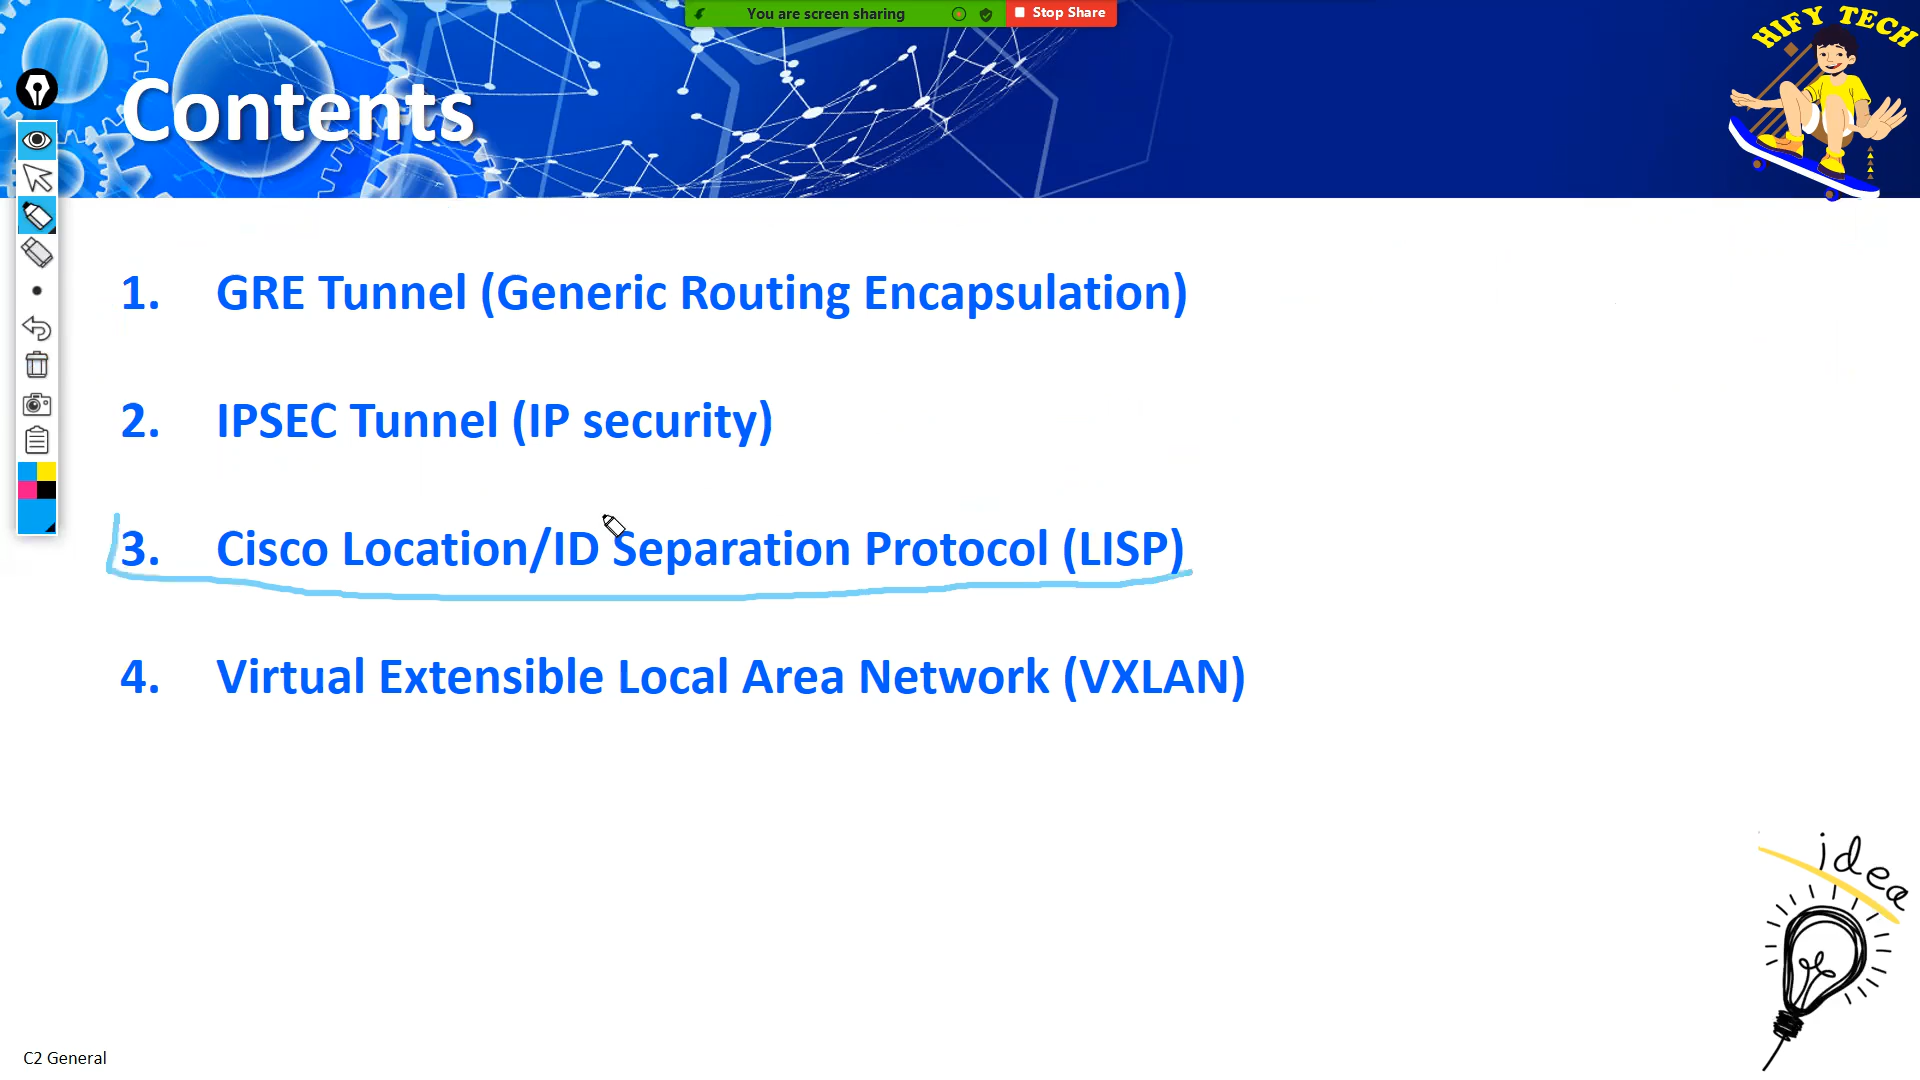 You are screen sharing
Stop Share
HIFY TECH
Contents
1. GRE Tunnel (Generic Routing Encapsulation)
2. IPSEC Tunnel (IP security)
3. Cisco Location/ID Separation Protocol (LISP)
4. Virtual Extensible Local Area Network (VXLAN)
idea
C2 General